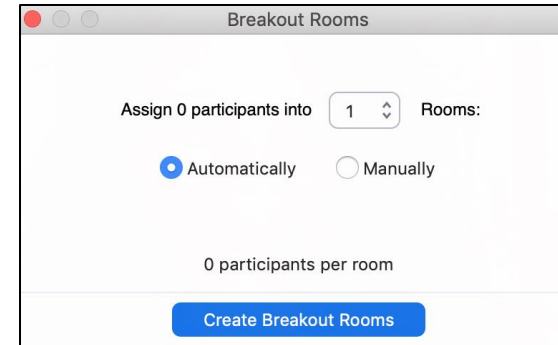 Breakout Rooms
Assign 0 participants into 1 Rooms:
Automatically Manually
0 participants per room
Create Breakout Rooms